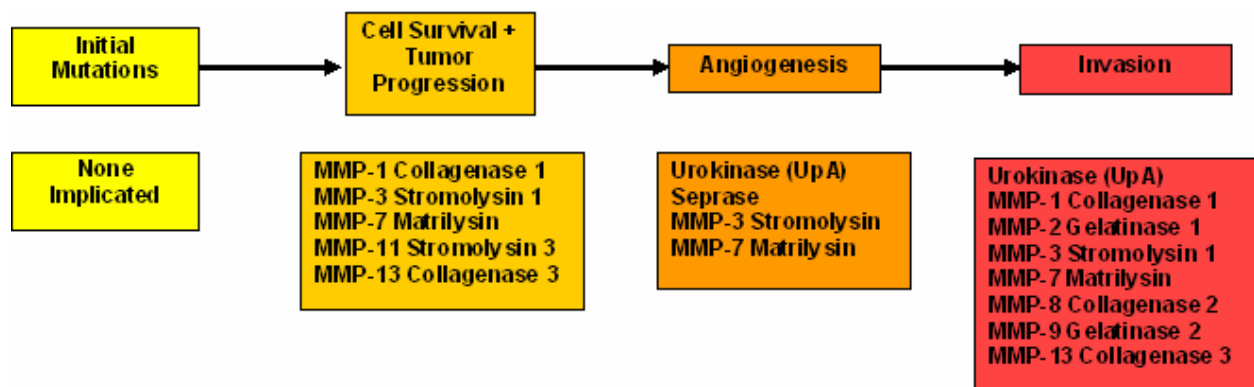 Initial
Mutations
Cell Survival +
Tumor
Progression
Angiogenesis
Invasion
None
Implicated
MMP-1 Collagenase 1
MMP-3 Stromolysin 1
MMP-7 Matrilysin
MMP-11 Stromolysin 3
MMP-13 Collagenase 3
Urokinase (UpA)
Seprase
MMP-3 Stromolysin
MMP-7 Matrilysin
Urokinase (UpA)
MMP-1 Collagenase 1
MMP-2 Gelatinase 1
MMP-3 Stromolysin 1
MMP-7 Matrilysin
MMP-8 Collagenase 2
MMP-9 Gelatinase 2
MMP-13 Collagenase 3